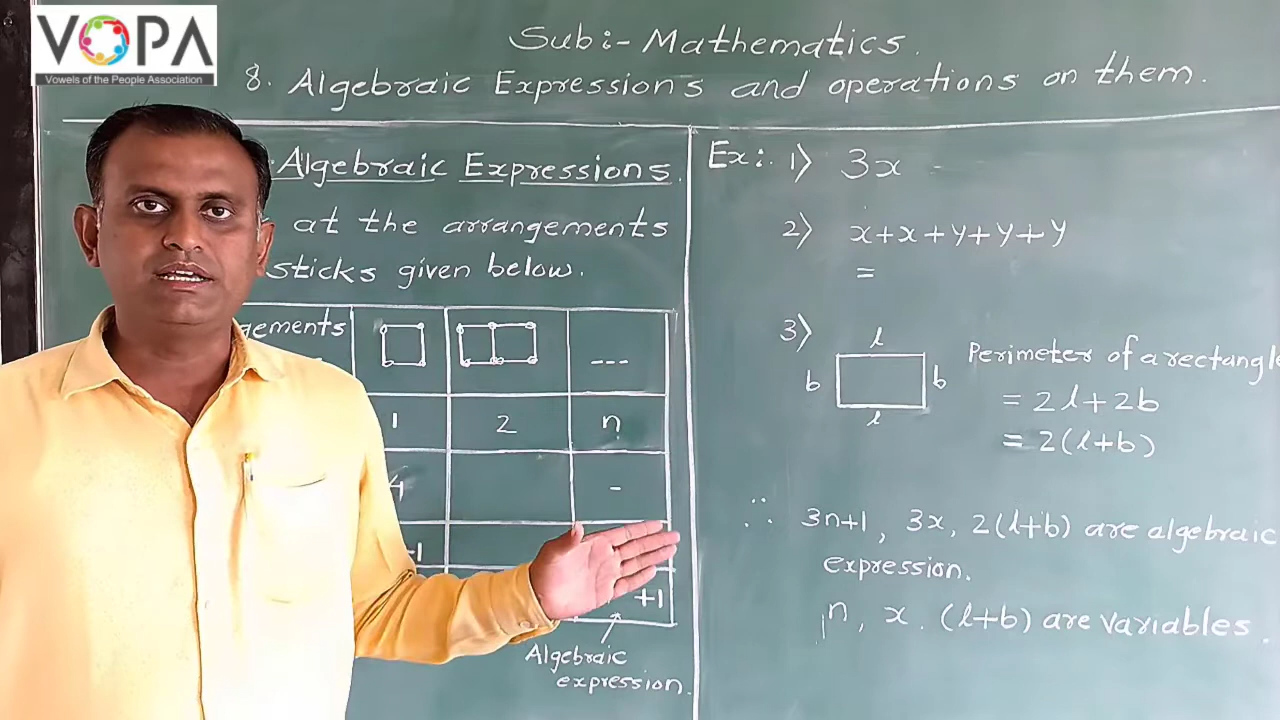 VOPA
Vowels of the People Association
Sub:- Mathematics.
8. Algebraic Expressions and operations on them.
Algebraic Expressions.
at the arrangements
sticks given below.
gements
---
1 2 n
4 -
+1
Algebraic
expression.
Ex:. 1) 3x
2) x+x+y+y+y
=
3) l
b b
l
Perimeter of a rectangle
= 2l+2b
= 2(l+b)
∴ 3n+1, 3x, 2(l+b) are algebraic
expression.
n, x. (l+b) are variables.